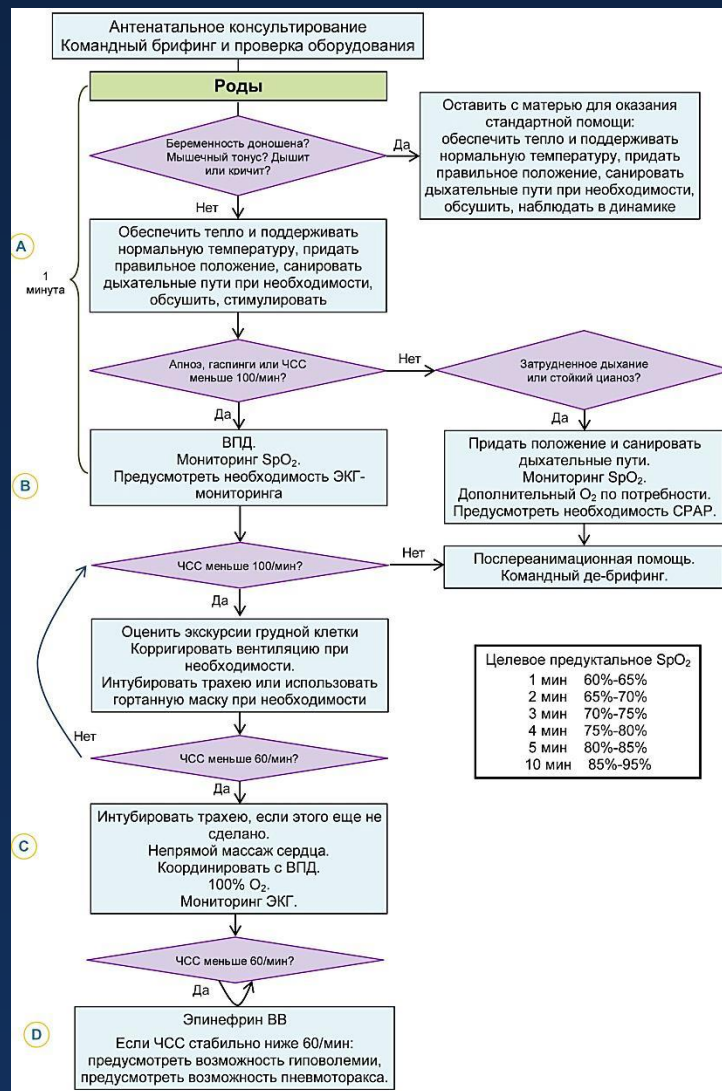 Антенатальное консультирование
Командный брифинг и проверка оборудования
Роды
Беременность доношена?
Мышечный тонус? Дышит
или кричит?
Да
Оставить с матерью для оказания
стандартной помощи:
обеспечить тепло и поддерживать
нормальную температуру, придать
правильное положение, санировать
дыхательные пути при необходимости,
обсушить, наблюдать в динамике
Нет
A
1
минута
Обеспечить тепло и поддерживать
нормальную температуру, придать
правильное положение, санировать
дыхательные пути при необходимости,
обсушить, стимулировать
Апноэ, гаспинги или ЧСС
меньше 100/мин?
Нет
Затрудненное дыхание
или стойкий цианоз?
Да
Да
B
ВПД.
Мониторинг SpO₂.
Предусмотреть необходимость ЭКГ-
мониторинга
Придать положение и санировать
дыхательные пути.
Мониторинг SpO₂.
Дополнительный O₂ по потребности.
Предусмотреть необходимость CPAP.
ЧСС меньше 100/мин?
Нет
Послереанимационная помощь.
Командный де-брифинг.
Да
Оценить экскурсии грудной клетки
Корригировать вентиляцию при
необходимости.
Интубировать трахею или использовать
гортанную маску при необходимости
Целевое предуктальное SpO₂
1 мин 60%-65%
2 мин 65%-70%
3 мин 70%-75%
4 мин 75%-80%
5 мин 80%-85%
10 мин 85%-95%
Нет
ЧСС меньше 60/мин?
Да
C
Интубировать трахею, если этого еще не
сделано.
Непрямой массаж сердца.
Координировать с ВПД.
100% O₂.
Мониторинг ЭКГ.
ЧСС меньше 60/мин?
Да
D
Эпинефрин ВВ
Если ЧСС стабильно ниже 60/мин:
предусмотреть возможность гиповолемии,
предусмотреть возможность пневмоторакса.